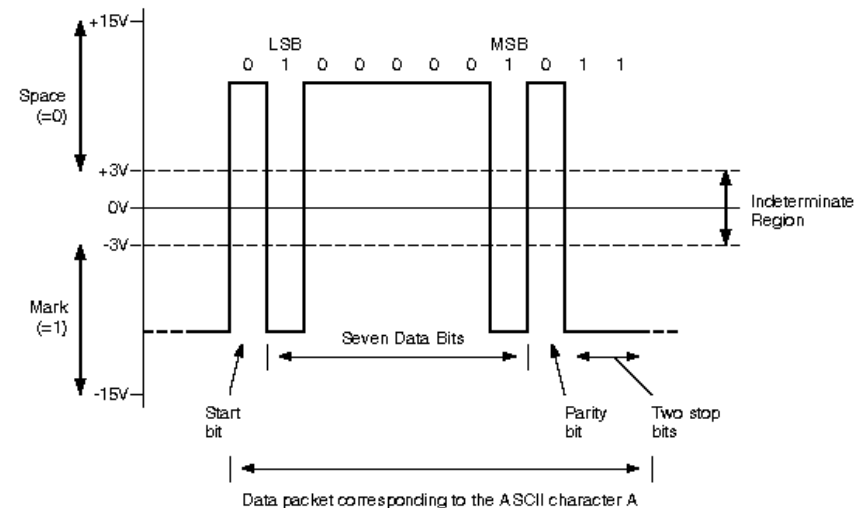 +15V
LSB MSB
0 1 0 0 0 0 0 1 0 1 1
Space
(=0)
+3V
0V
Indeterminate
Region
-3V
Mark
(=1)
Seven Data Bits
-15V
Start
bit
Parity
bit
Two stop
bits
Data packet corresponding to the ASCII character A